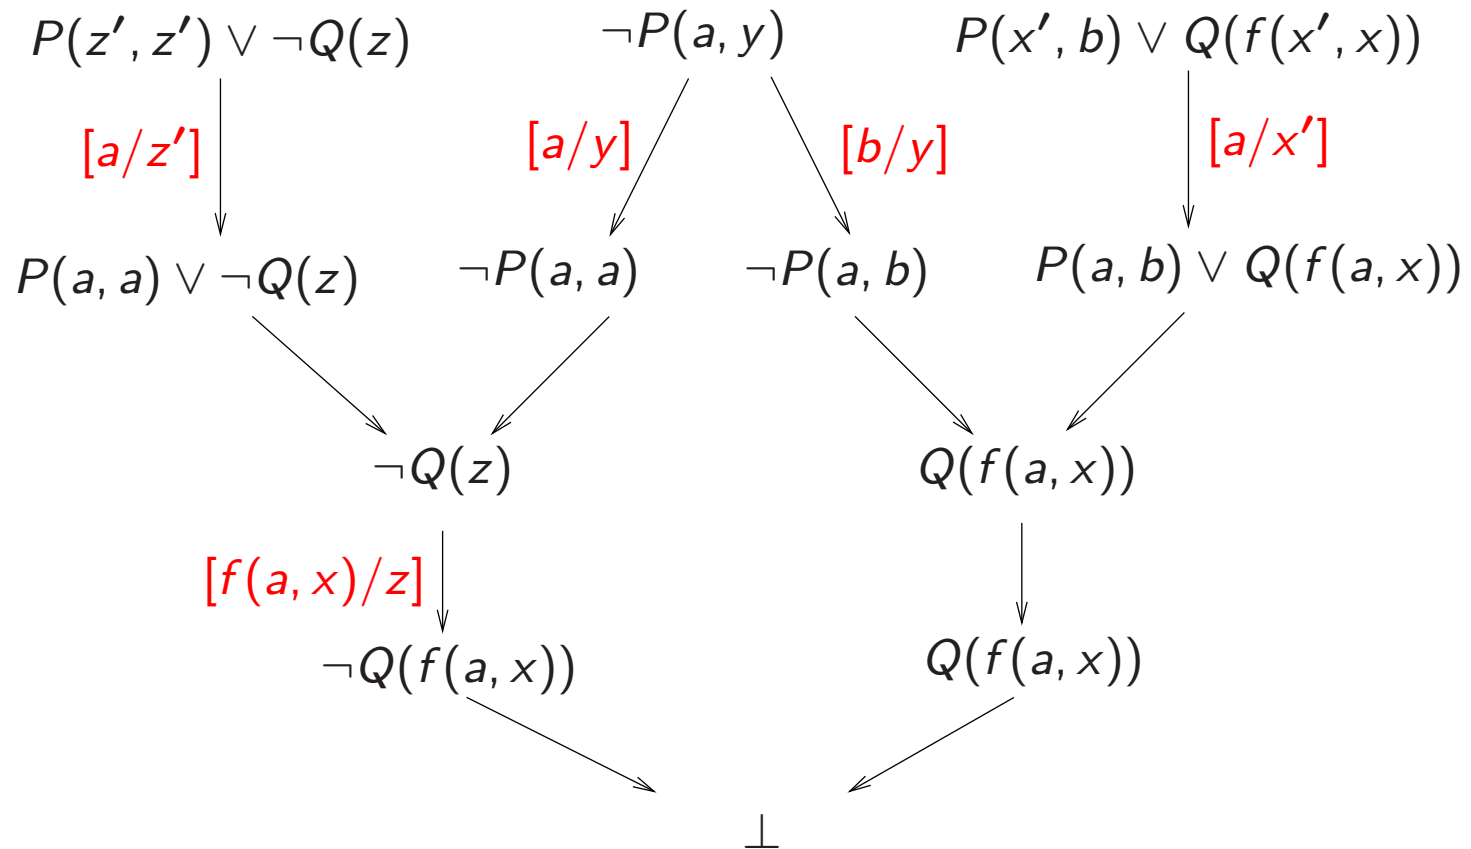 P(z′, z′) ∨ ¬Q(z) ¬P(a, y) P(x′, b) ∨ Q(f(x′, x))
[a/z′] [a/y] [b/y] [a/x′]
P(a, a) ∨ ¬Q(z) ¬P(a, a) ¬P(a, b) P(a, b) ∨ Q(f(a, x))
¬Q(z) Q(f(a, x))
[f(a, x)/z]
¬Q(f(a, x)) Q(f(a, x))
⊥